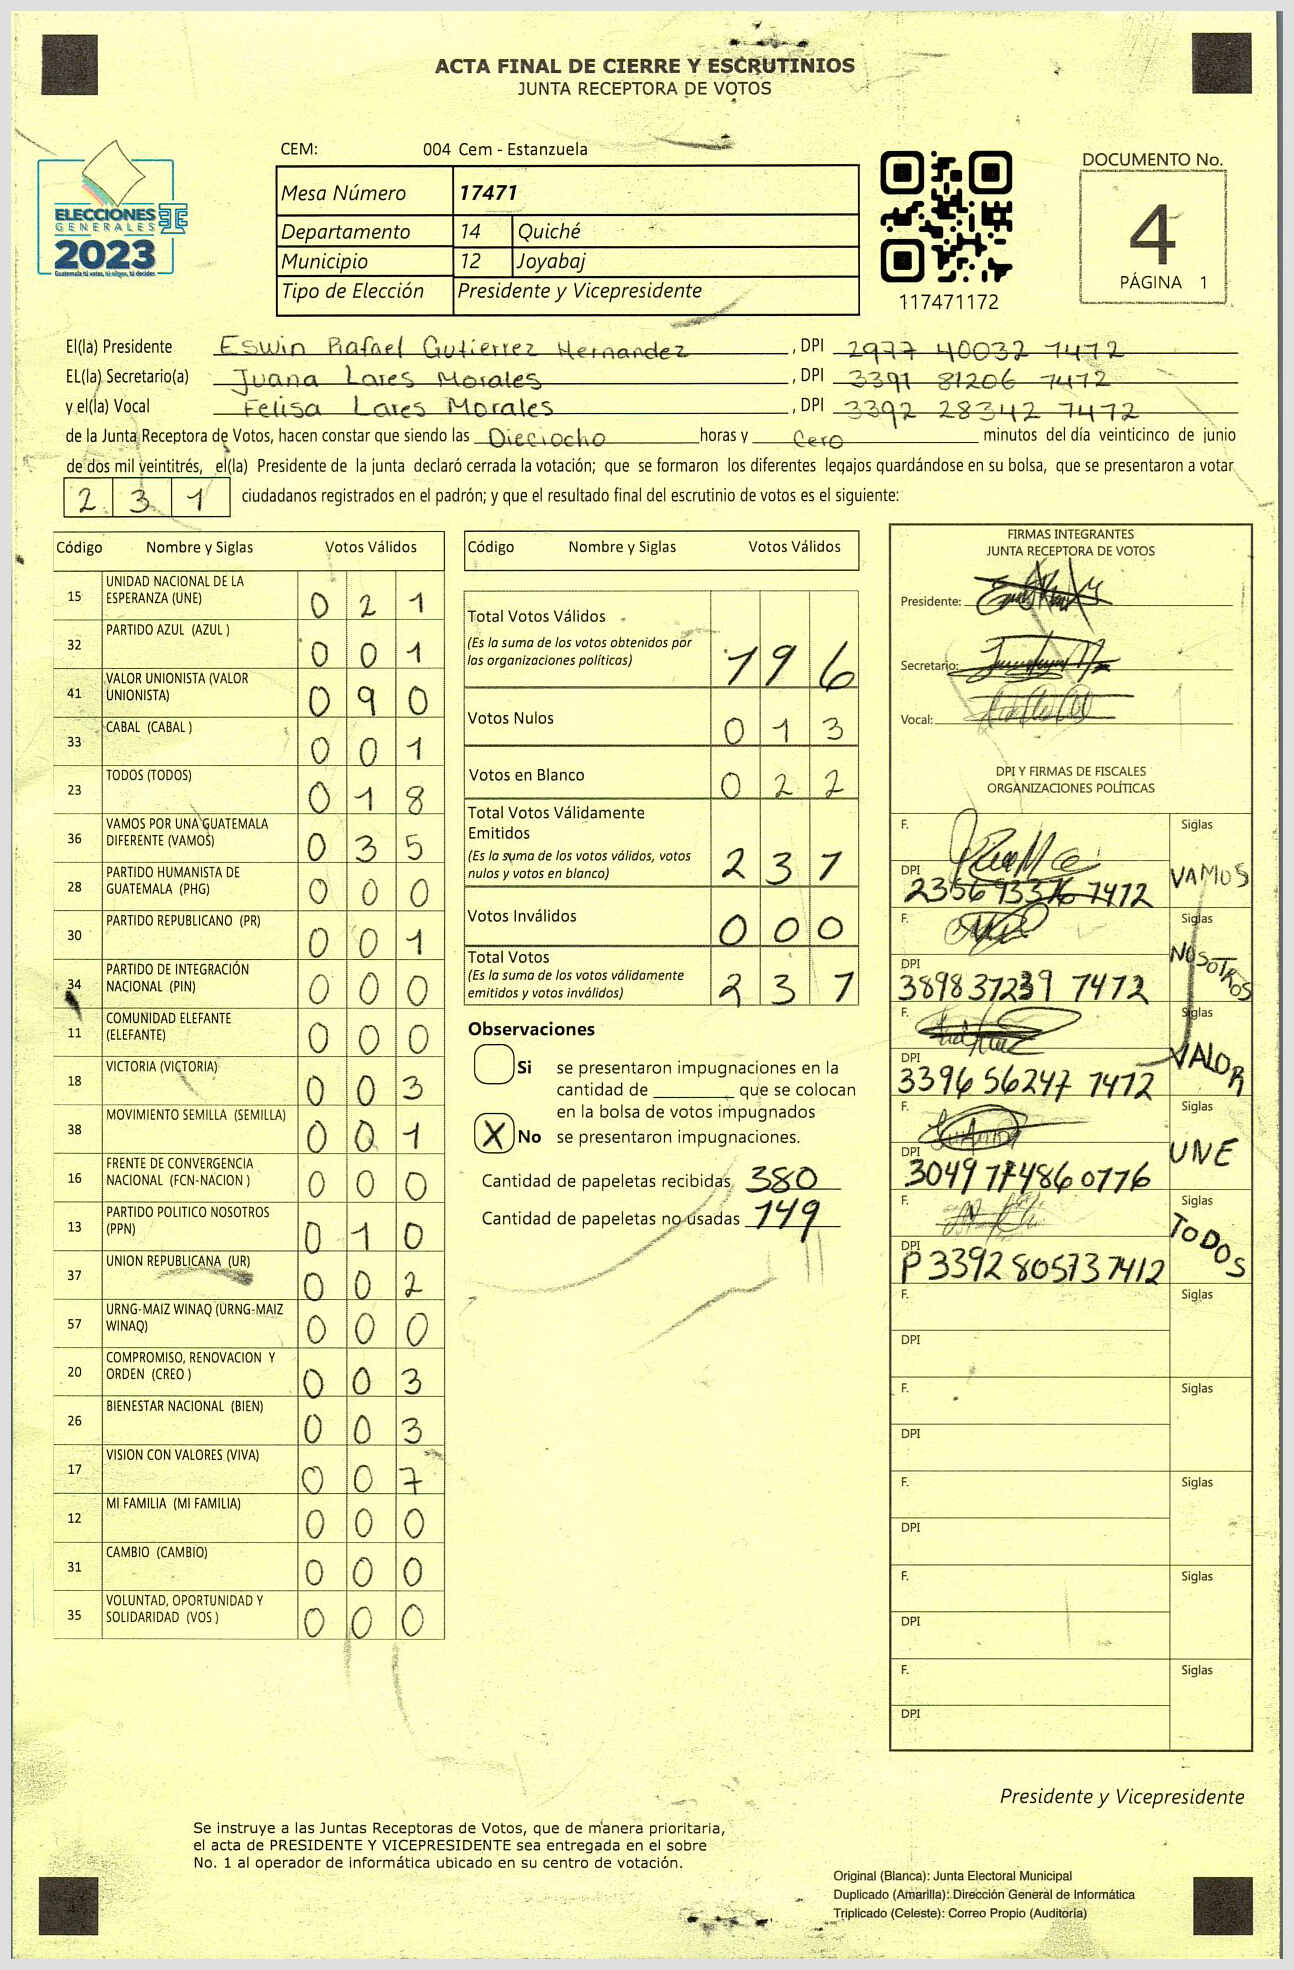 ACTA FINAL DE CIERRE Y ESCRUTINIOS
JUNTA RECEPTORA DE VOTOS
ELECCIONES
GENERALES
2023
Guatemala tú votas, tú eliges, tú decides
CEM: 004 Cem - Estanzuela
Mesa Número 17471
Departamento 14 Quiché
Municipio 12 Joyabaj
Tipo de Elección Presidente y Vicepresidente
117471172
DOCUMENTO No.
4
PÁGINA 1
El(la) Presidente Eswin Rafael Gutierrez Hernandez , DPI 2977 40032 7472
EL(la) Secretario(a) Juana Lares Morales , DPI 3391 81206 7472
y el(la) Vocal Felisa Lares Morales , DPI 3392 28342 7472
de la Junta Receptora de Votos, hacen constar que siendo las Dieciocho horas y Cero minutos del día veinticinco de junio
de dos mil veintitrés, el(la) Presidente de la junta declaró cerrada la votación; que se formaron los diferentes legajos quardándose en su bolsa, que se presentaron a votar
2 3 1 ciudadanos registrados en el padrón; y que el resultado final del escrutinio de votos es el siguiente:
Código Nombre y Siglas Votos Válidos
15 UNIDAD NACIONAL DE LA ESPERANZA (UNE) 0 2 1
32 PARTIDO AZUL (AZUL ) 0 0 1
41 VALOR UNIONISTA (VALOR UNIONISTA) 0 9 0
33 CABAL (CABAL ) 0 0 1
23 TODOS (TODOS) 0 1 8
36 VAMOS POR UNA GUATEMALA DIFERENTE (VAMOS) 0 3 5
28 PARTIDO HUMANISTA DE GUATEMALA (PHG) 0 0 0
30 PARTIDO REPUBLICANO (PR) 0 0 1
34 PARTIDO DE INTEGRACIÓN NACIONAL (PIN) 0 0 0
11 COMUNIDAD ELEFANTE (ELEFANTE) 0 0 0
18 VICTORIA (VICTORIA) 0 0 3
38 MOVIMIENTO SEMILLA (SEMILLA) 0 0 1
16 FRENTE DE CONVERGENCIA NACIONAL (FCN-NACION ) 0 0 0
13 PARTIDO POLITICO NOSOTROS (PPN) 0 1 0
37 UNION REPUBLICANA (UR) 0 0 2
57 URNG-MAIZ WINAQ (URNG-MAIZ WINAQ) 0 0 0
20 COMPROMISO, RENOVACION Y ORDEN (CREO ) 0 0 3
26 BIENESTAR NACIONAL (BIEN) 0 0 3
17 VISION CON VALORES (VIVA) 0 0 7
12 MI FAMILIA (MI FAMILIA) 0 0 0
31 CAMBIO (CAMBIO) 0 0 0
35 VOLUNTAD, OPORTUNIDAD Y SOLIDARIDAD (VOS ) 0 0 0
Código Nombre y Siglas Votos Válidos
Total Votos Válidos
(Es la suma de los votos obtenidos por
las organizaciones políticas) 1 9 6
Votos Nulos 0 1 3
Votos en Blanco 0 2 2
Total Votos Válidamente
Emitidos
(Es la suma de los votos válidos, votos
nulos y votos en blanco) 2 3 1
Votos Inválidos 0 0 0
Total Votos
(Es la suma de los votos válidamente
emitidos y votos inválidos) 2 3 1
Observaciones
Si se presentaron impugnaciones en la
cantidad de ________ que se colocan
en la bolsa de votos impugnados
X No se presentaron impugnaciones.
Cantidad de papeletas recibidas 380
Cantidad de papeletas no usadas 149
FIRMAS INTEGRANTES
JUNTA RECEPTORA DE VOTOS
Presidente:
Secretario:
Vocal:
DPI Y FIRMAS DE FISCALES
ORGANIZACIONES POLÍTICAS
F. Siglas
DPI 2356 93376 7472 VAMOS
F. Siglas
DPI 3898 37239 7472 NOSOTROS
F. Siglas
DPI 3396 56247 7472 VALOR
F. Siglas
DPI 3049 77486 0776 UNE
F. Siglas
DPI P 3392 80573 7412 TODOS
F. Siglas
DPI
F. Siglas
DPI
F. Siglas
DPI
F. Siglas
DPI
F. Siglas
DPI
Presidente y Vicepresidente
Se instruye a las Juntas Receptoras de Votos, que de manera prioritaria,
el acta de PRESIDENTE Y VICEPRESIDENTE sea entregada en el sobre
No. 1 al operador de informática ubicado en su centro de votación.
Original (Blanca): Junta Electoral Municipal
Duplicado (Amarilla): Dirección General de Informática
Triplicado (Celeste): Correo Propio (Auditoría)